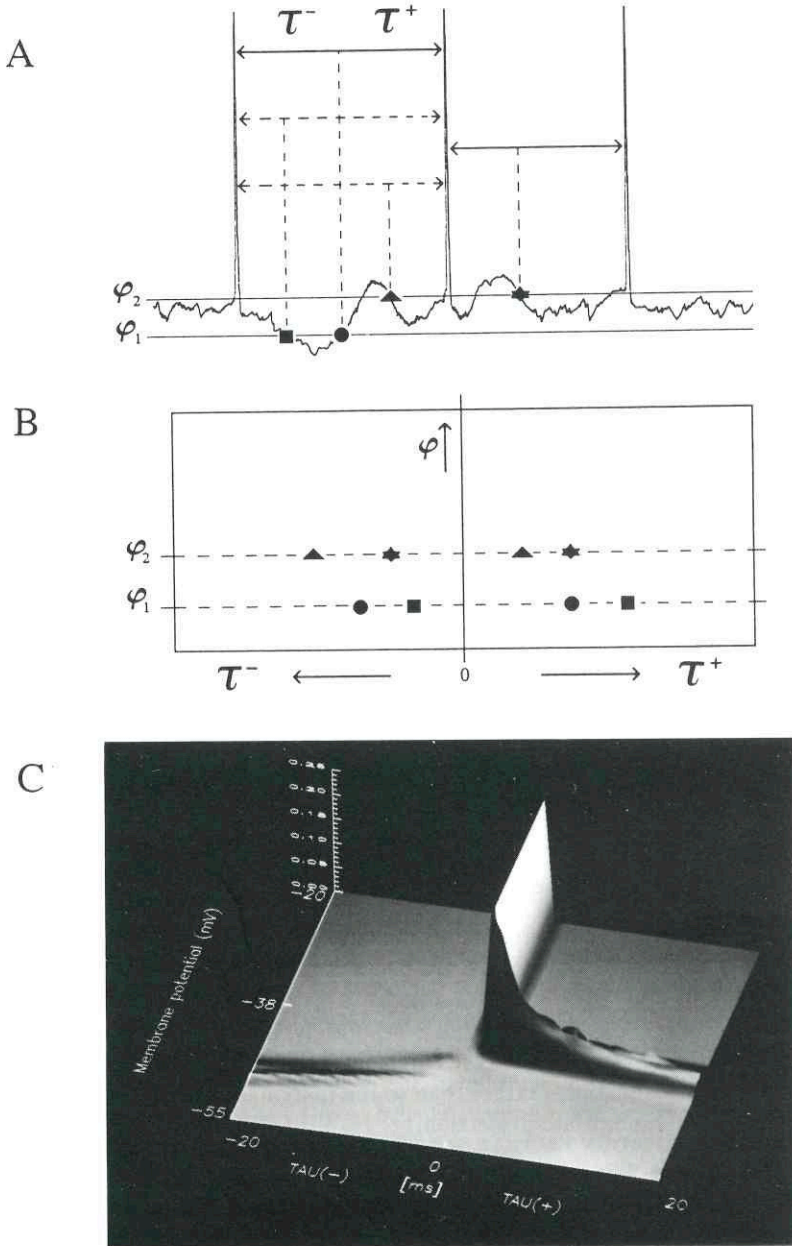 A
τ⁻ τ⁺
φ₂
φ₁
B
φ
φ₂
φ₁
τ⁻ 0 τ⁺
C
20
Membrane potential (mV)
-38
-55
-20
0
20
TAU(-) [ms] TAU(+)